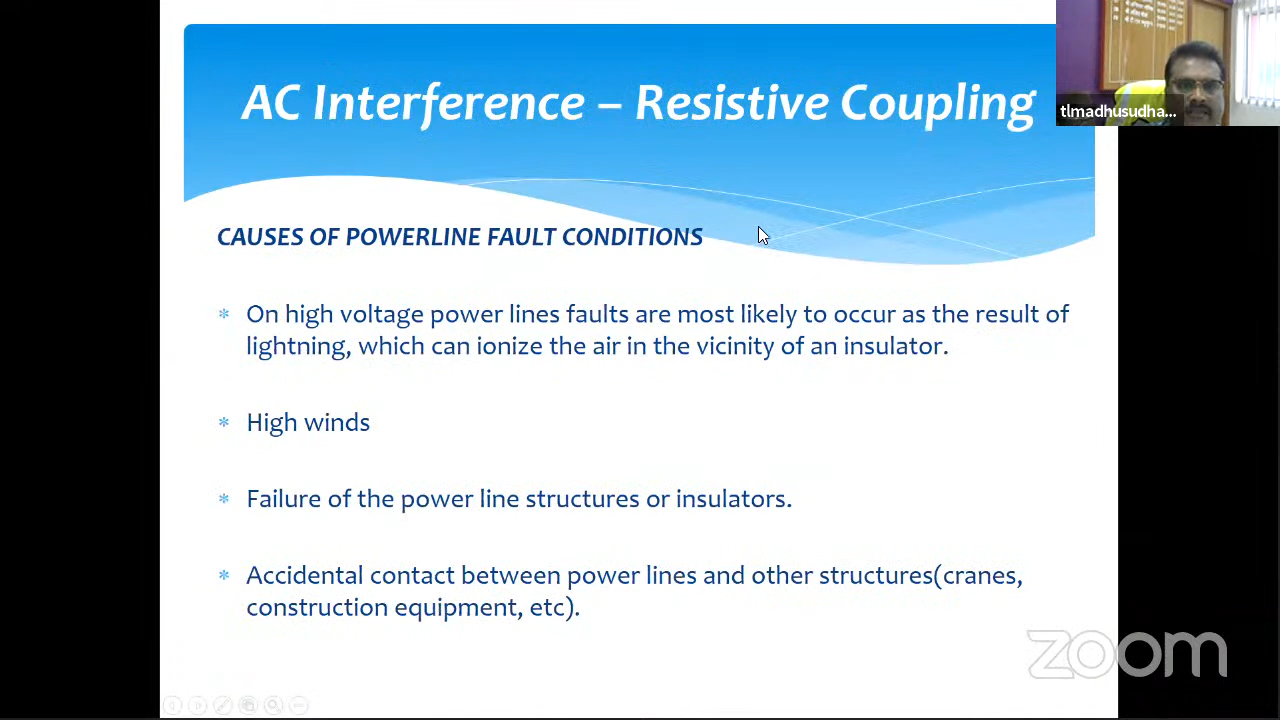 AC Interference – Resistive Coupling
tlmadhusudha...
CAUSES OF POWERLINE FAULT CONDITIONS
* On high voltage power lines faults are most likely to occur as the result of
lightning, which can ionize the air in the vicinity of an insulator.
* High winds
* Failure of the power line structures or insulators.
* Accidental contact between power lines and other structures(cranes,
construction equipment, etc).
zoom